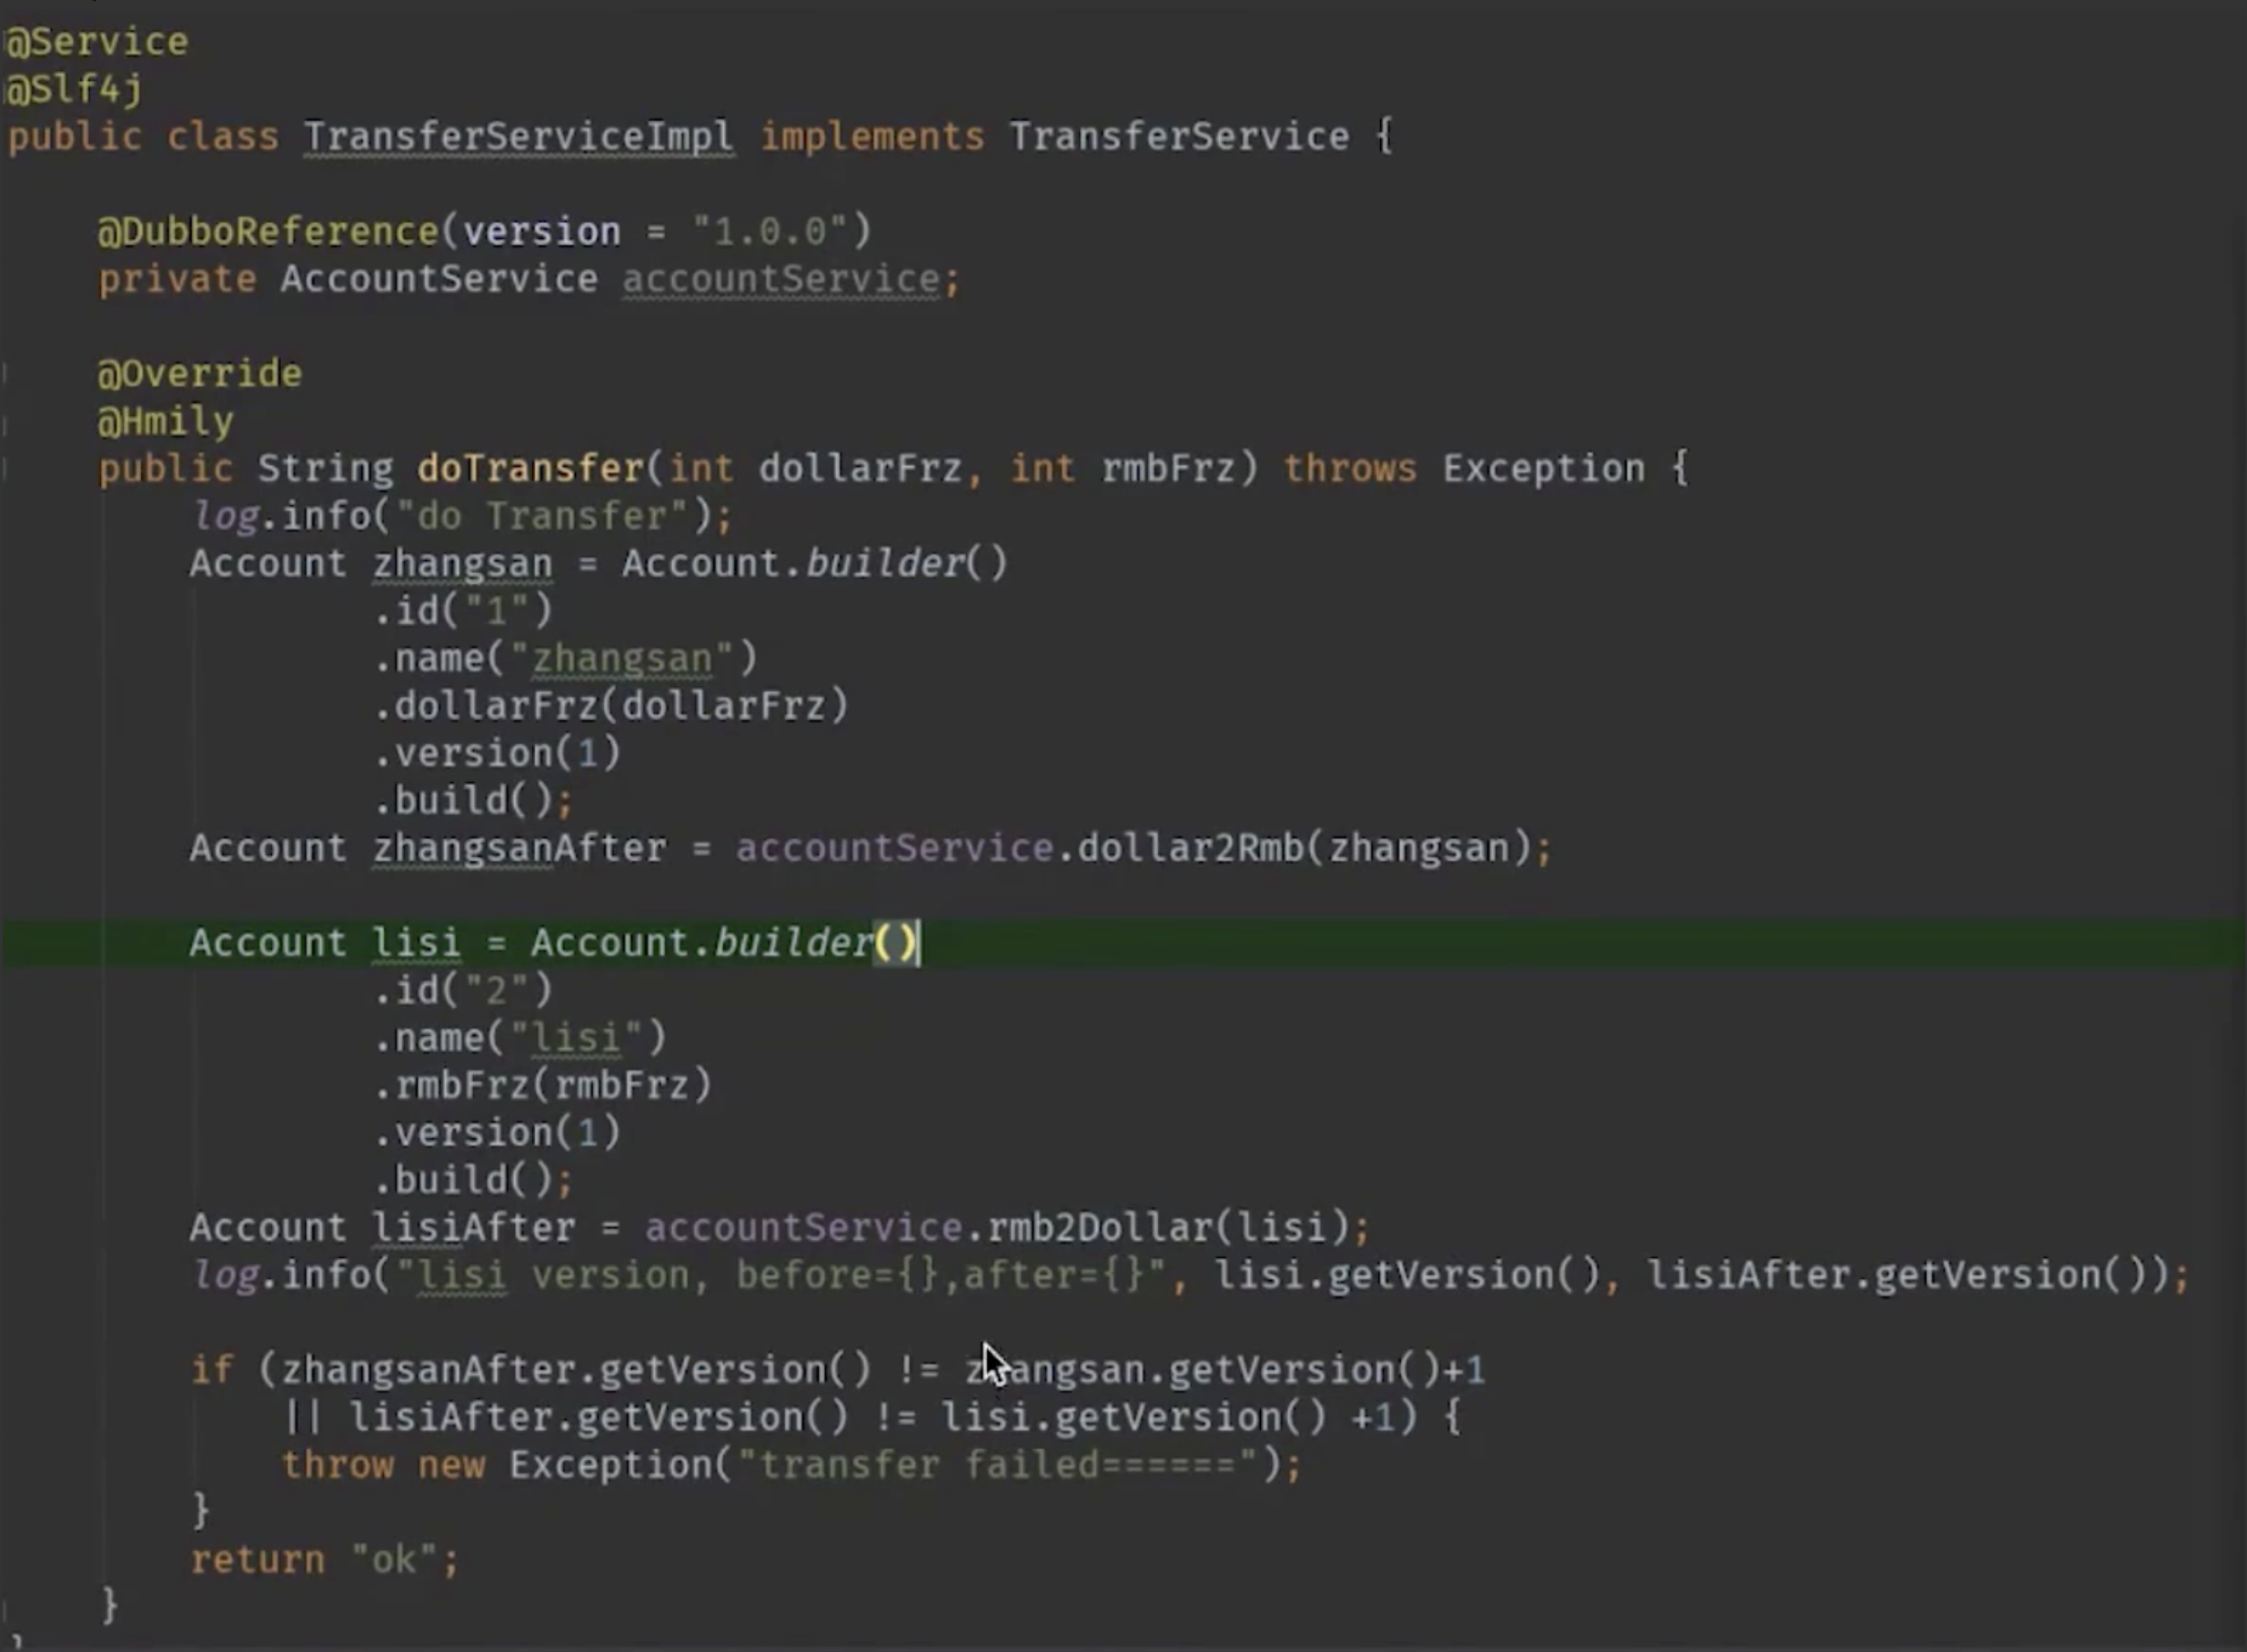 @Service
@Slf4j
public class TransferServiceImpl implements TransferService {
@DubboReference(version = "1.0.0")
private AccountService accountService;
@Override
@Hmily
public String doTransfer(int dollarFrz, int rmbFrz) throws Exception {
log.info("do Transfer");
Account zhangsan = Account.builder()
.id("1")
.name("zhangsan")
.dollarFrz(dollarFrz)
.version(1)
.build();
Account zhangsanAfter = accountService.dollar2Rmb(zhangsan);
Account lisi = Account.builder()
.id("2")
.name("lisi")
.rmbFrz(rmbFrz)
.version(1)
.build();
Account lisiAfter = accountService.rmb2Dollar(lisi);
log.info("lisi version, before={},after={}", lisi.getVersion(), lisiAfter.getVersion());
if (zhangsanAfter.getVersion() != zhangsan.getVersion()+1
|| lisiAfter.getVersion() != lisi.getVersion() +1) {
throw new Exception("transfer failed======");
}
return "ok";
}